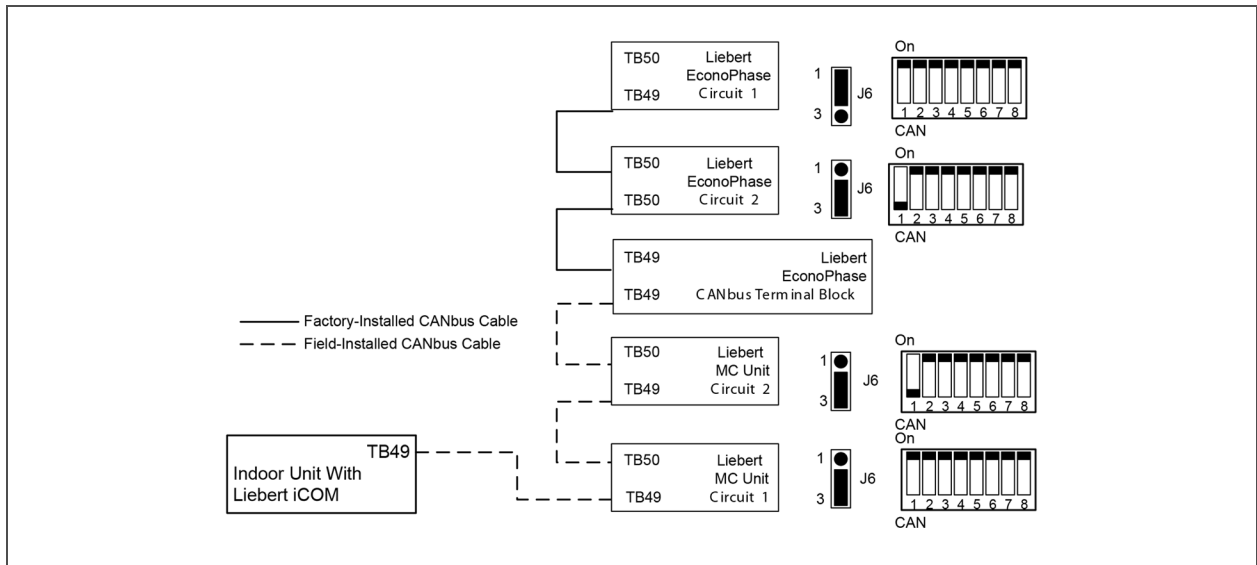 On
TB50 Liebert
EconoPhase
TB49 Circuit 1
1
J6
3
1 2 3 4 5 6 7 8
CAN
On
TB50 Liebert
EconoPhase
TB50 Circuit 2
1
J6
3
1 2 3 4 5 6 7 8
CAN
TB49 Liebert
EconoPhase
TB49 CANbus Terminal Block
Factory-Installed CANbus Cable
Field-Installed CANbus Cable
On
TB50 Liebert
MC Unit
TB49 Circuit 2
1
J6
3
1 2 3 4 5 6 7 8
CAN
On
TB49
Indoor Unit With
Liebert iCOM
TB50 Liebert
MC Unit
TB49 Circuit 1
1
J6
3
1 2 3 4 5 6 7 8
CAN